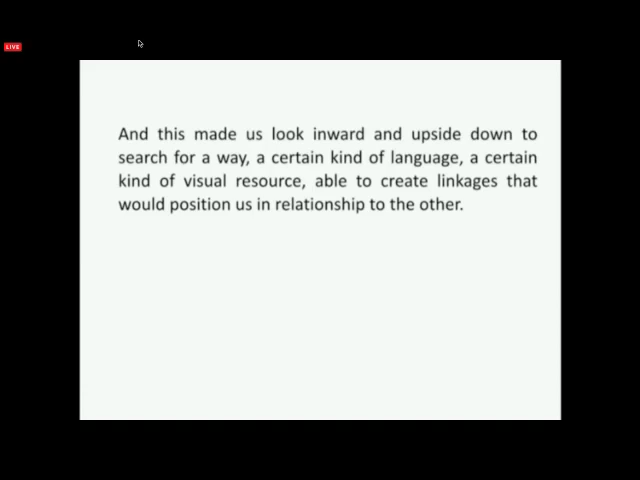 LIVE
And this made us look inward and upside down to
search for a way, a certain kind of language, a certain
kind of visual resource, able to create linkages that
would position us in relationship to the other.